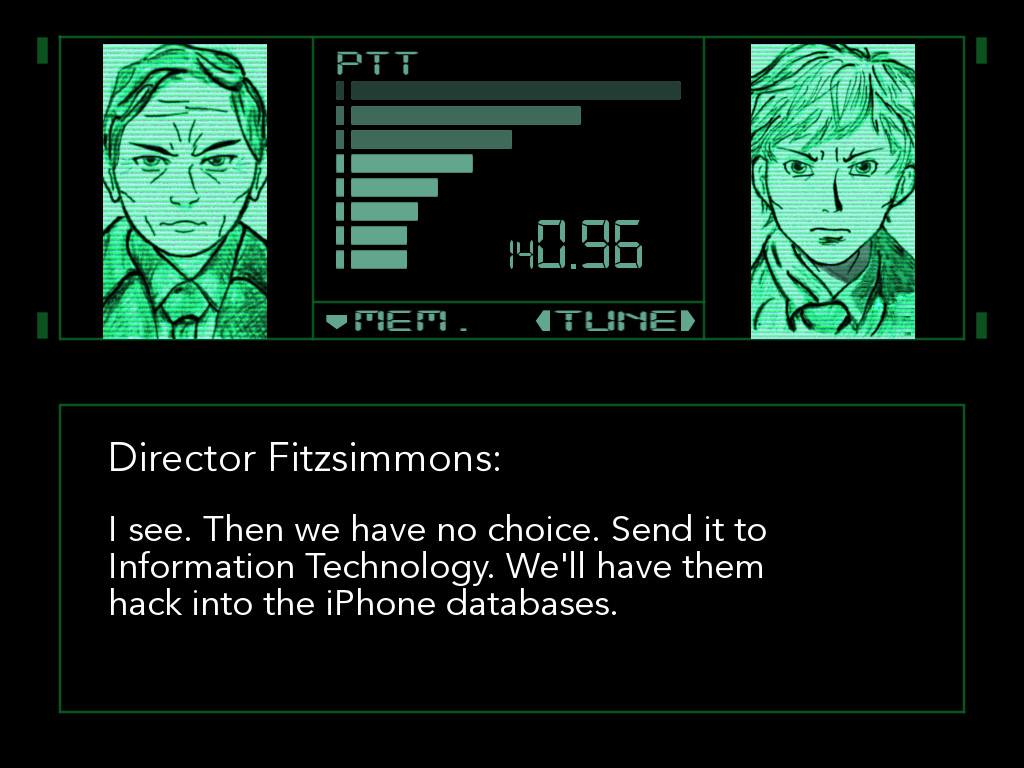 PTT
140.96
MEM.
TUNE
Director Fitzsimmons:
I see. Then we have no choice. Send it to
Information Technology. We'll have them
hack into the iPhone databases.